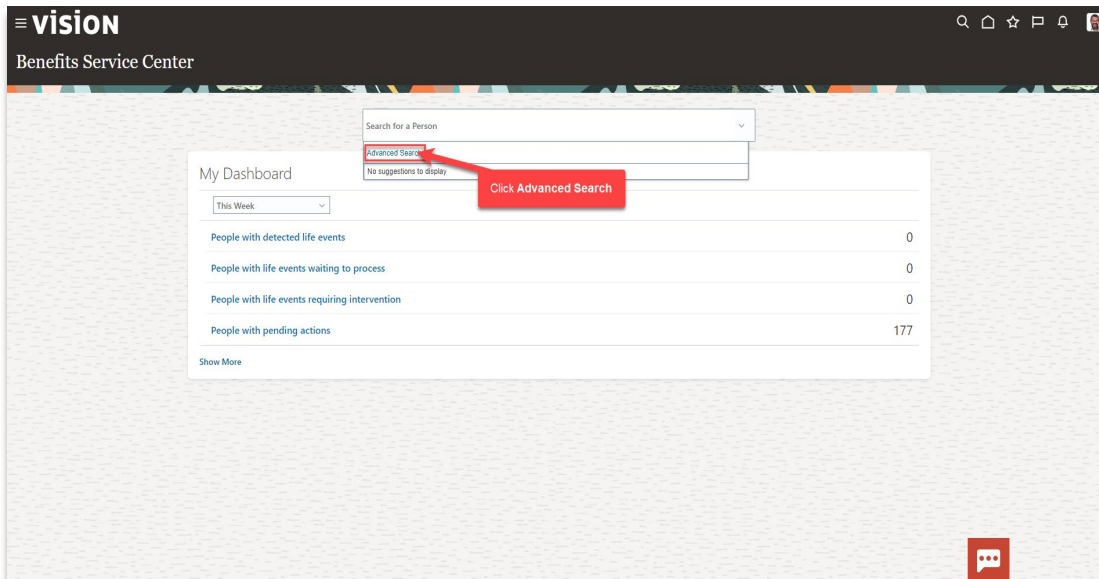 vision
Benefits Service Center
Search for a Person
Advanced Search
No suggestions to display
Click Advanced Search
My Dashboard
This Week
People with detected life events 0
People with life events waiting to process 0
People with life events requiring intervention 0
People with pending actions 177
Show More